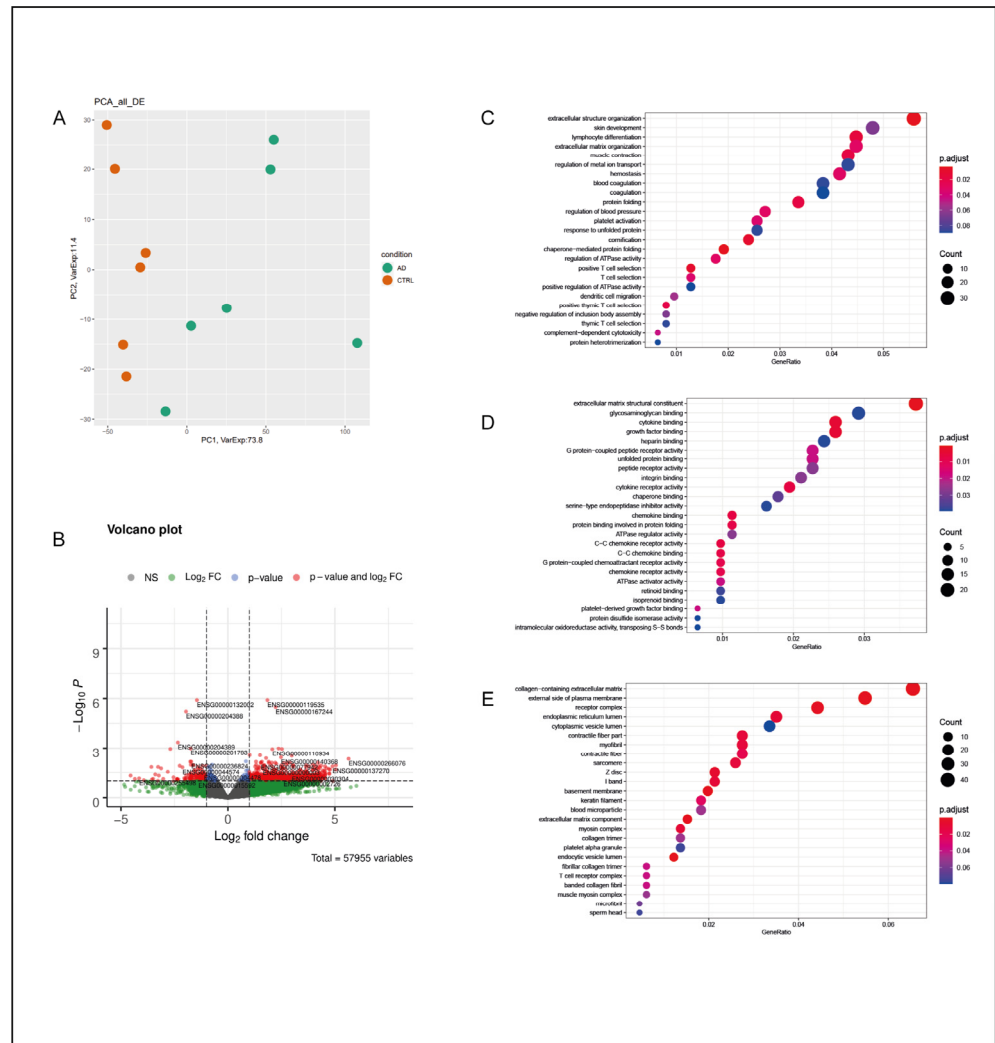 A
PCA_all_DE
30
20
10
0
-10
-20
-30
PC2, VarExp:11.4
-50
0
50
100
PC1, VarExp:73.8
condition
AD
CTRL
B
Volcano plot
NS
Log2 FC
p-value
p – value and log2 FC
9
6
3
0
–Log10 P
ENSG00000132002
ENSG00000119535
ENSG00000204388
ENSG00000167244
ENSG00000204389
ENSG00000110934
ENSG00000140368
ENSG00000266076
ENSG00000236824
ENSG00000137270
-5
0
5
Log2 fold change
Total = 57955 variables
C
extracellular structure organization
skin development
lymphocyte differentiation
extracellular matrix organization
muscle contraction
regulation of metal ion transport
hemostasis
blood coagulation
coagulation
protein folding
regulation of blood pressure
platelet activation
response to unfolded protein
cornification
chaperone-mediated protein folding
regulation of ATPase activity
positive T cell selection
T cell selection
positive regulation of ATPase activity
dendritic cell migration
positive thymic T cell selection
negative regulation of inclusion body assembly
thymic T cell selection
complement-dependent cytotoxicity
protein heterotrimerization
0.01
0.02
0.03
0.04
0.05
GeneRatio
p.adjust
0.02
0.04
0.06
0.08
Count
10
20
30
D
extracellular matrix structural constituent
glycosaminoglycan binding
cytokine binding
growth factor binding
heparin binding
G protein-coupled peptide receptor activity
unfolded protein binding
peptide receptor activity
integrin binding
cytokine receptor activity
chaperone binding
serine-type endopeptidase inhibitor activity
chemokine binding
protein binding involved in protein folding
ATPase regulator activity
C-C chemokine receptor activity
C-C chemokine binding
G protein-coupled chemoattractant receptor activity
chemokine receptor activity
ATPase activator activity
retinoid binding
isoprenoid binding
platelet-derived growth factor binding
protein disulfide isomerase activity
intramolecular oxidoreductase activity, transposing S-S bonds
0.01
0.02
0.03
GeneRatio
p.adjust
0.01
0.02
0.03
Count
5
10
15
20
E
collagen-containing extracellular matrix
external side of plasma membrane
receptor complex
endoplasmic reticulum lumen
cytoplasmic vesicle lumen
contractile fiber part
myofibril
contractile fiber
sarcomere
Z disc
I band
basement membrane
keratin filament
blood microparticle
extracellular matrix component
myosin complex
collagen trimer
platelet alpha granule
endocytic vesicle lumen
fibrillar collagen trimer
T cell receptor complex
banded collagen fibril
muscle myosin complex
microfibril
sperm head
0.02
0.04
0.06
GeneRatio
Count
10
20
30
40
p.adjust
0.02
0.04
0.06